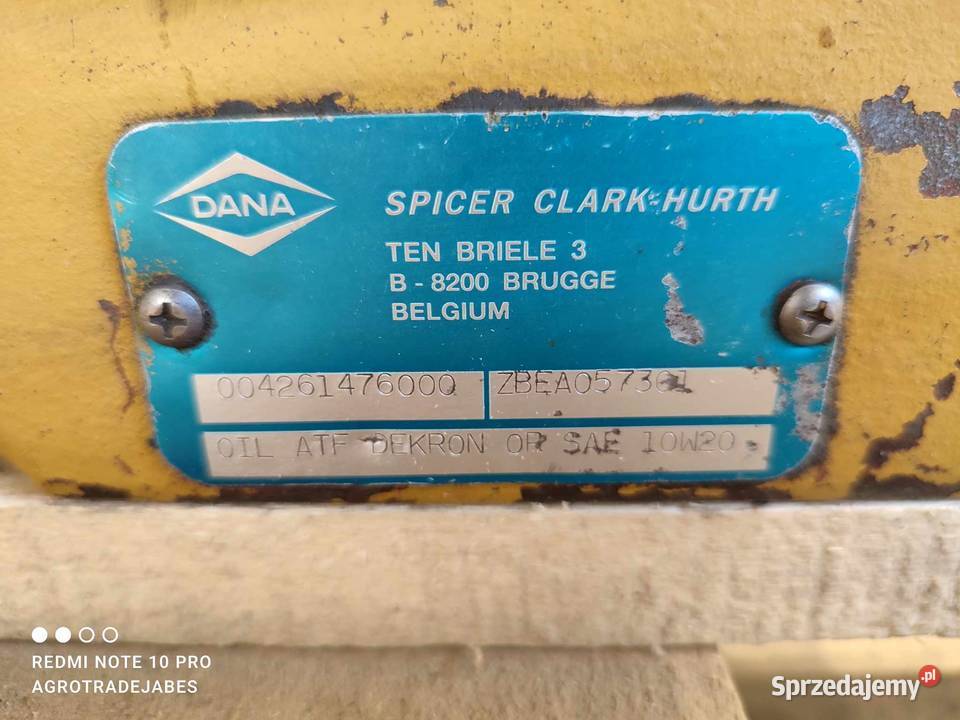 DANA
SPICER CLARK-HURTH
TEN BRIELE 3
B - 8200 BRUGGE
BELGIUM
004261476000 ZBEA057301
OIL ATF DEKRON OR SAE 10W20
REDMI NOTE 10 PRO
AGROTRADEJABES
Sprzedajemy.pl